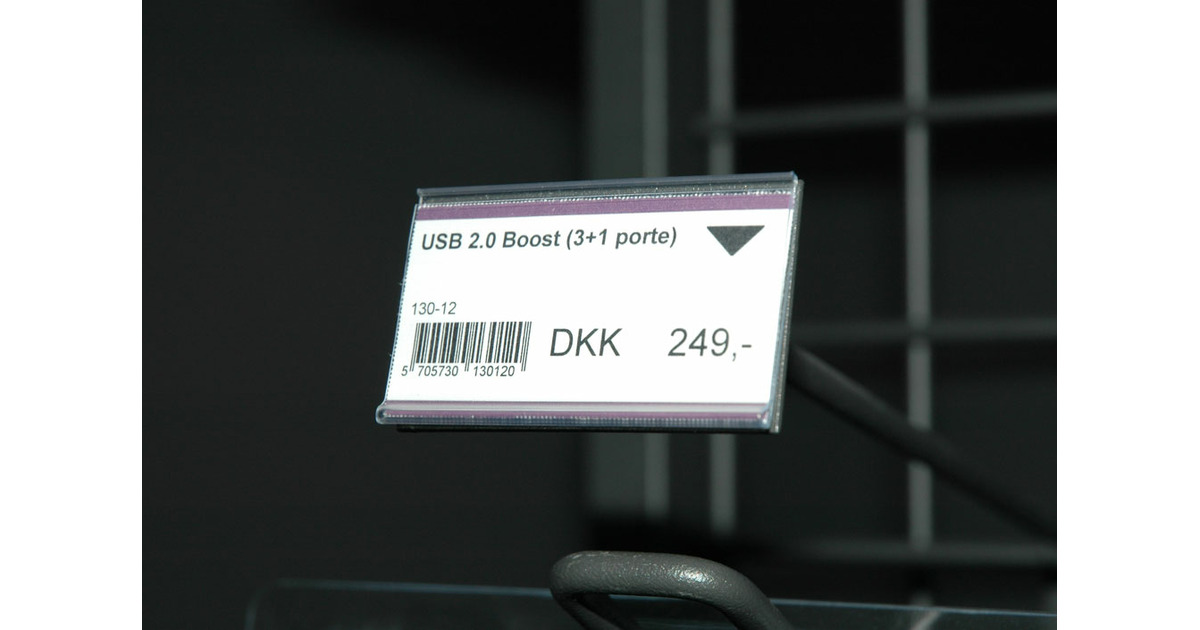 USB 2.0 Boost (3+1 porte)
130-12
DKK 249,-
5 705730 130120